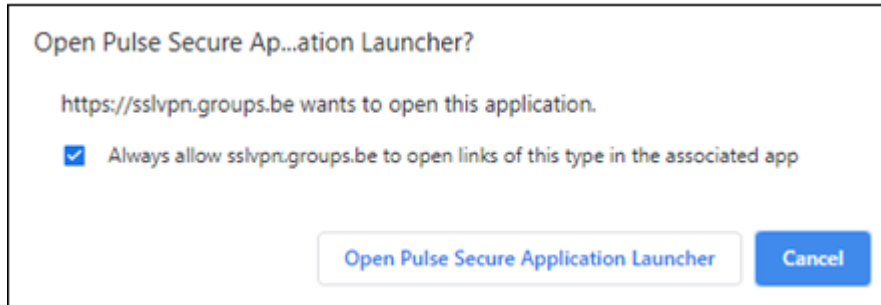 Open Pulse Secure Ap...ation Launcher?
https://sslvpn.groups.be wants to open this application.
Always allow sslvpn.groups.be to open links of this type in the associated app
Open Pulse Secure Application Launcher
Cancel